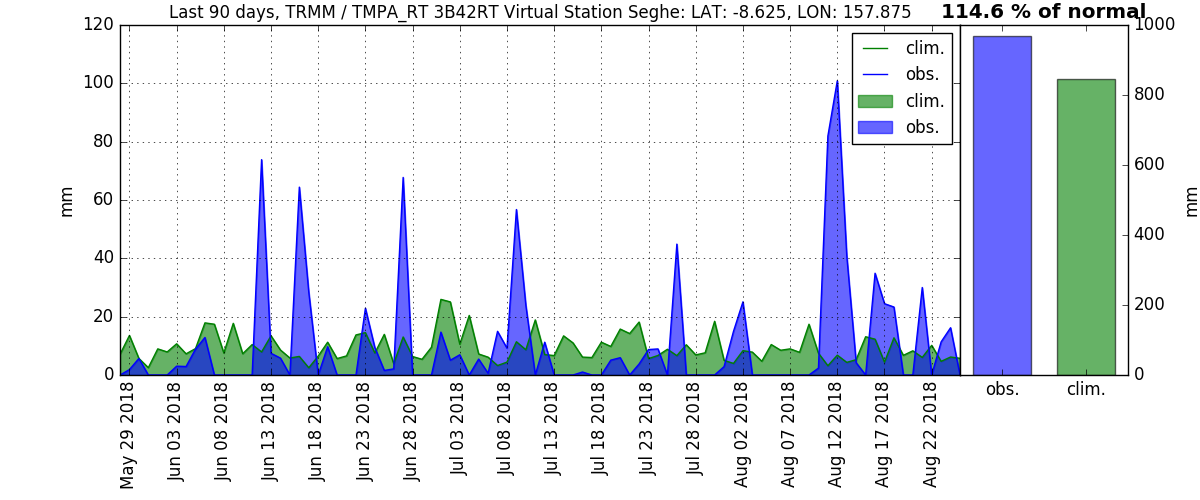 Last 90 days, TRMM / TMPA_RT 3B42RT Virtual Station Seghe: LAT: -8.625, LON: 157.875
114.6 % of normal
mm
120
100
80
60
40
20
0
clim.
obs.
clim.
obs.
May 29 2018
Jun 03 2018
Jun 08 2018
Jun 13 2018
Jun 18 2018
Jun 23 2018
Jun 28 2018
Jul 03 2018
Jul 08 2018
Jul 13 2018
Jul 18 2018
Jul 23 2018
Jul 28 2018
Aug 02 2018
Aug 07 2018
Aug 12 2018
Aug 17 2018
Aug 22 2018
1000
800
600
400
200
0
mm
obs.
clim.